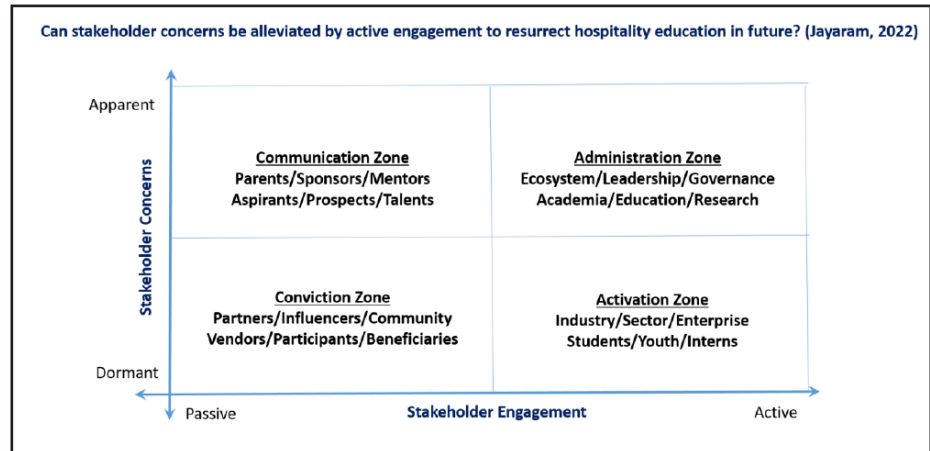 Can stakeholder concerns be alleviated by active engagement to resurrect hospitality education in future? (Jayaram, 2022)
Apparent
Stakeholder Concerns
Dormant
Communication Zone
Parents/Sponsors/Mentors
Aspirants/Prospects/Talents
Administration Zone
Ecosystem/Leadership/Governance
Academia/Education/Research
Conviction Zone
Partners/Influencers/Community
Vendors/Participants/Beneficiaries
Activation Zone
Industry/Sector/Enterprise
Students/Youth/Interns
Passive
Stakeholder Engagement
Active